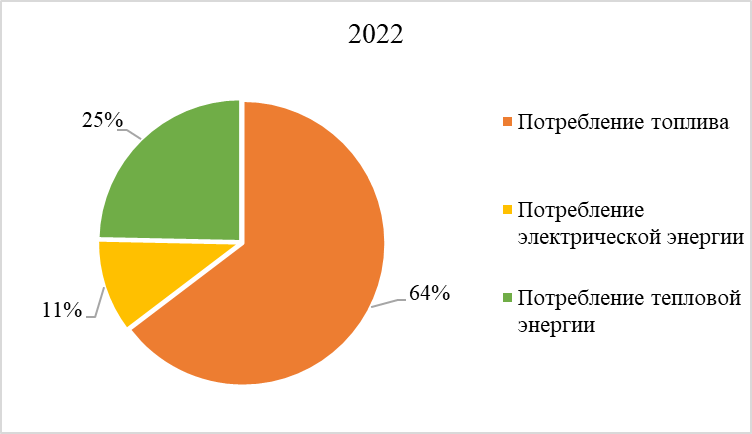 2022
25%
11%
64%
Потребление топлива
Потребление
электрической энергии
Потребление тепловой
энергии